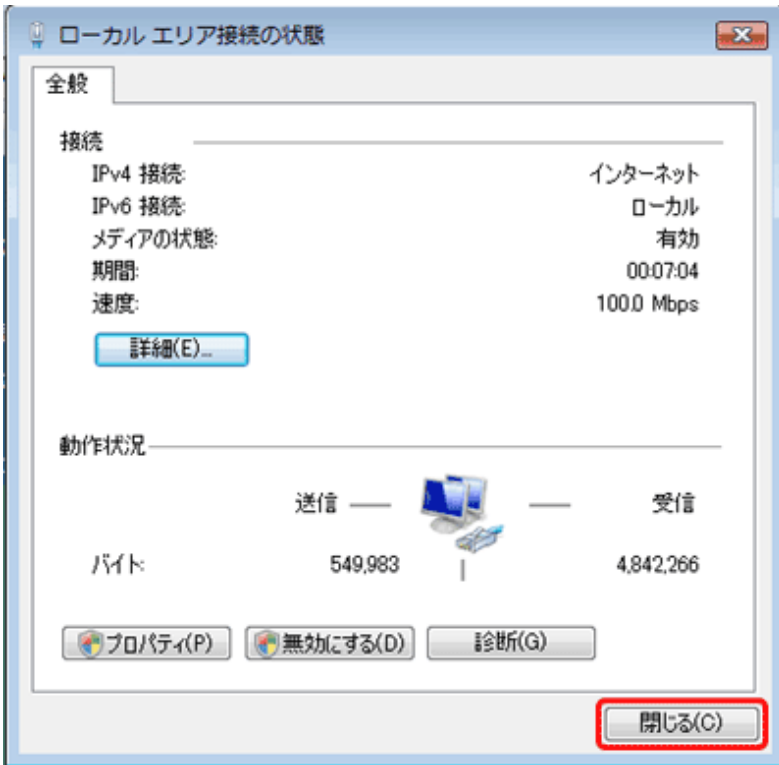 ローカル エリア接続の状態
全般
接続
IPv4 接続: インターネット
IPv6 接続: ローカル
メディアの状態: 有効
期間: 00:07:04
速度: 100.0 Mbps
詳細(E)...
動作状況
送信 受信
バイト: 549,983 4,842,266
プロパティ(P) 無効にする(D) 診断(G)
閉じる(C)